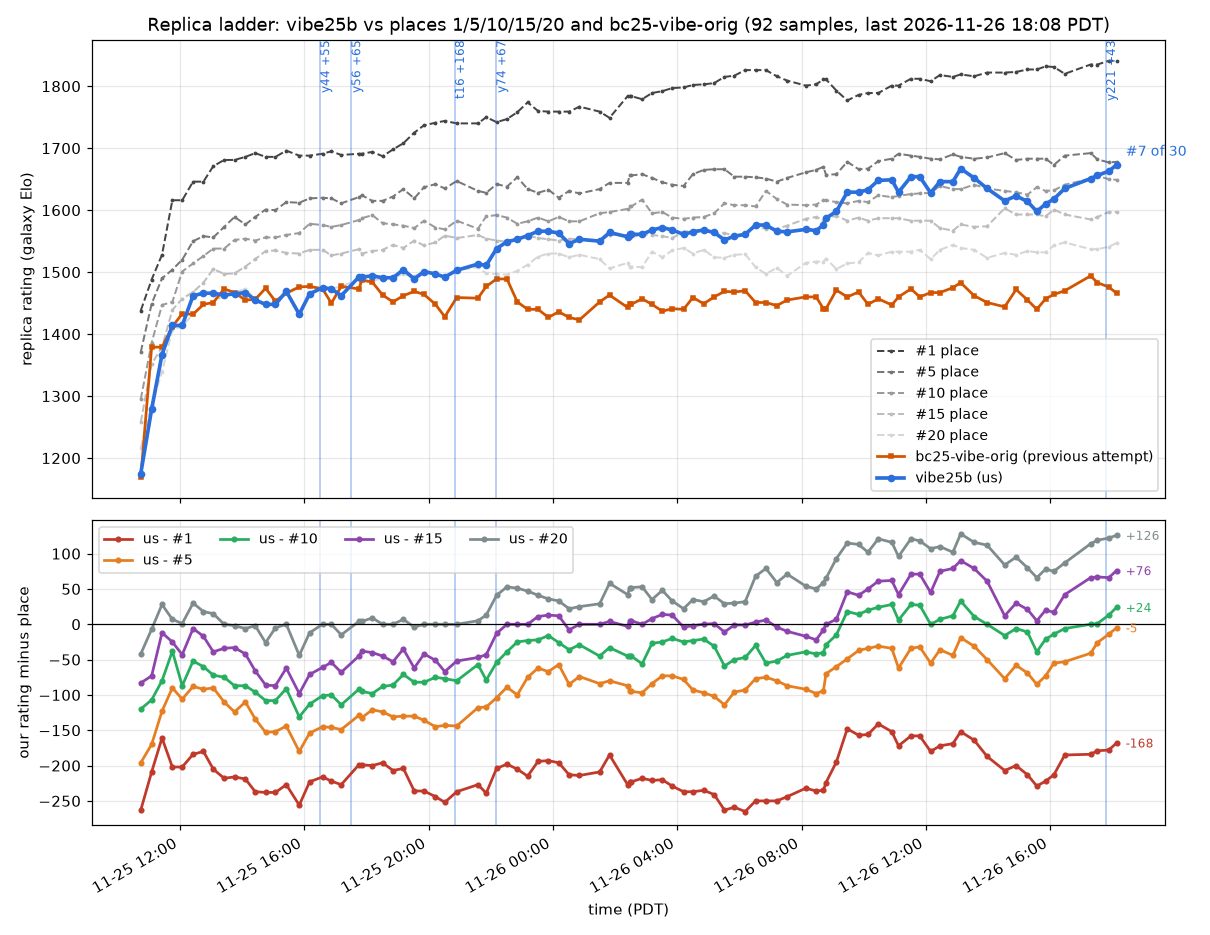 Replica ladder: vibe25b vs places 1/5/10/15/20 and bc25-vibe-orig (92 samples, last 2026-11-26 18:08 PDT)
replica rating (galaxy Elo)
1800
1700
1600
1500
1400
1300
1200
y44 +55
y56 +65
t16 +168
y74 +67
y221 +43
#7 of 30
#1 place
#5 place
#10 place
#15 place
#20 place
bc25-vibe-orig (previous attempt)
vibe25b (us)
our rating minus place
100
50
0
−50
−100
−150
−200
−250
us - #1
us - #5
us - #10
us - #15
us - #20
+126
+76
+24
-5
-168
11-25 12:00
11-25 16:00
11-25 20:00
11-26 00:00
11-26 04:00
11-26 08:00
11-26 12:00
11-26 16:00
time (PDT)